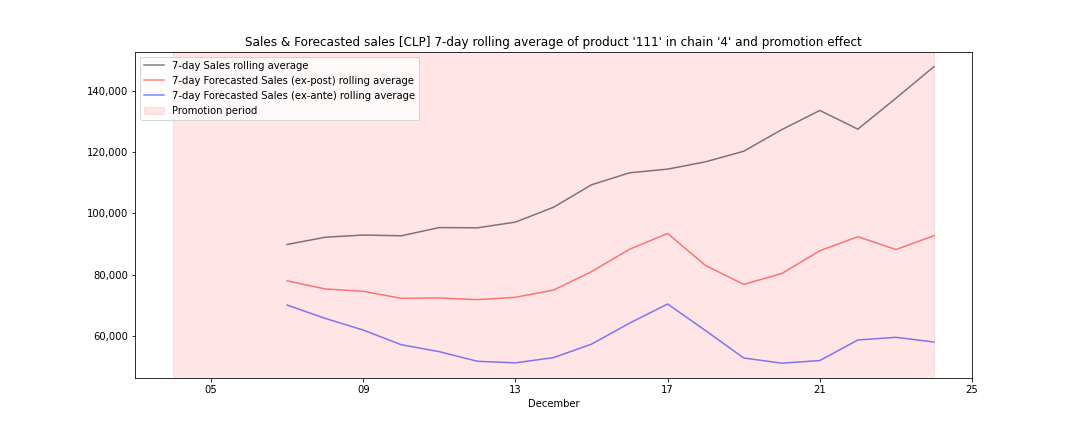 Sales & Forecasted sales [CLP] 7-day rolling average of product '111' in chain '4' and promotion effect
7-day Sales rolling average
7-day Forecasted Sales (ex-post) rolling average
7-day Forecasted Sales (ex-ante) rolling average
Promotion period
140,000
120,000
100,000
80,000
60,000
05 09 13 17 21 25
December